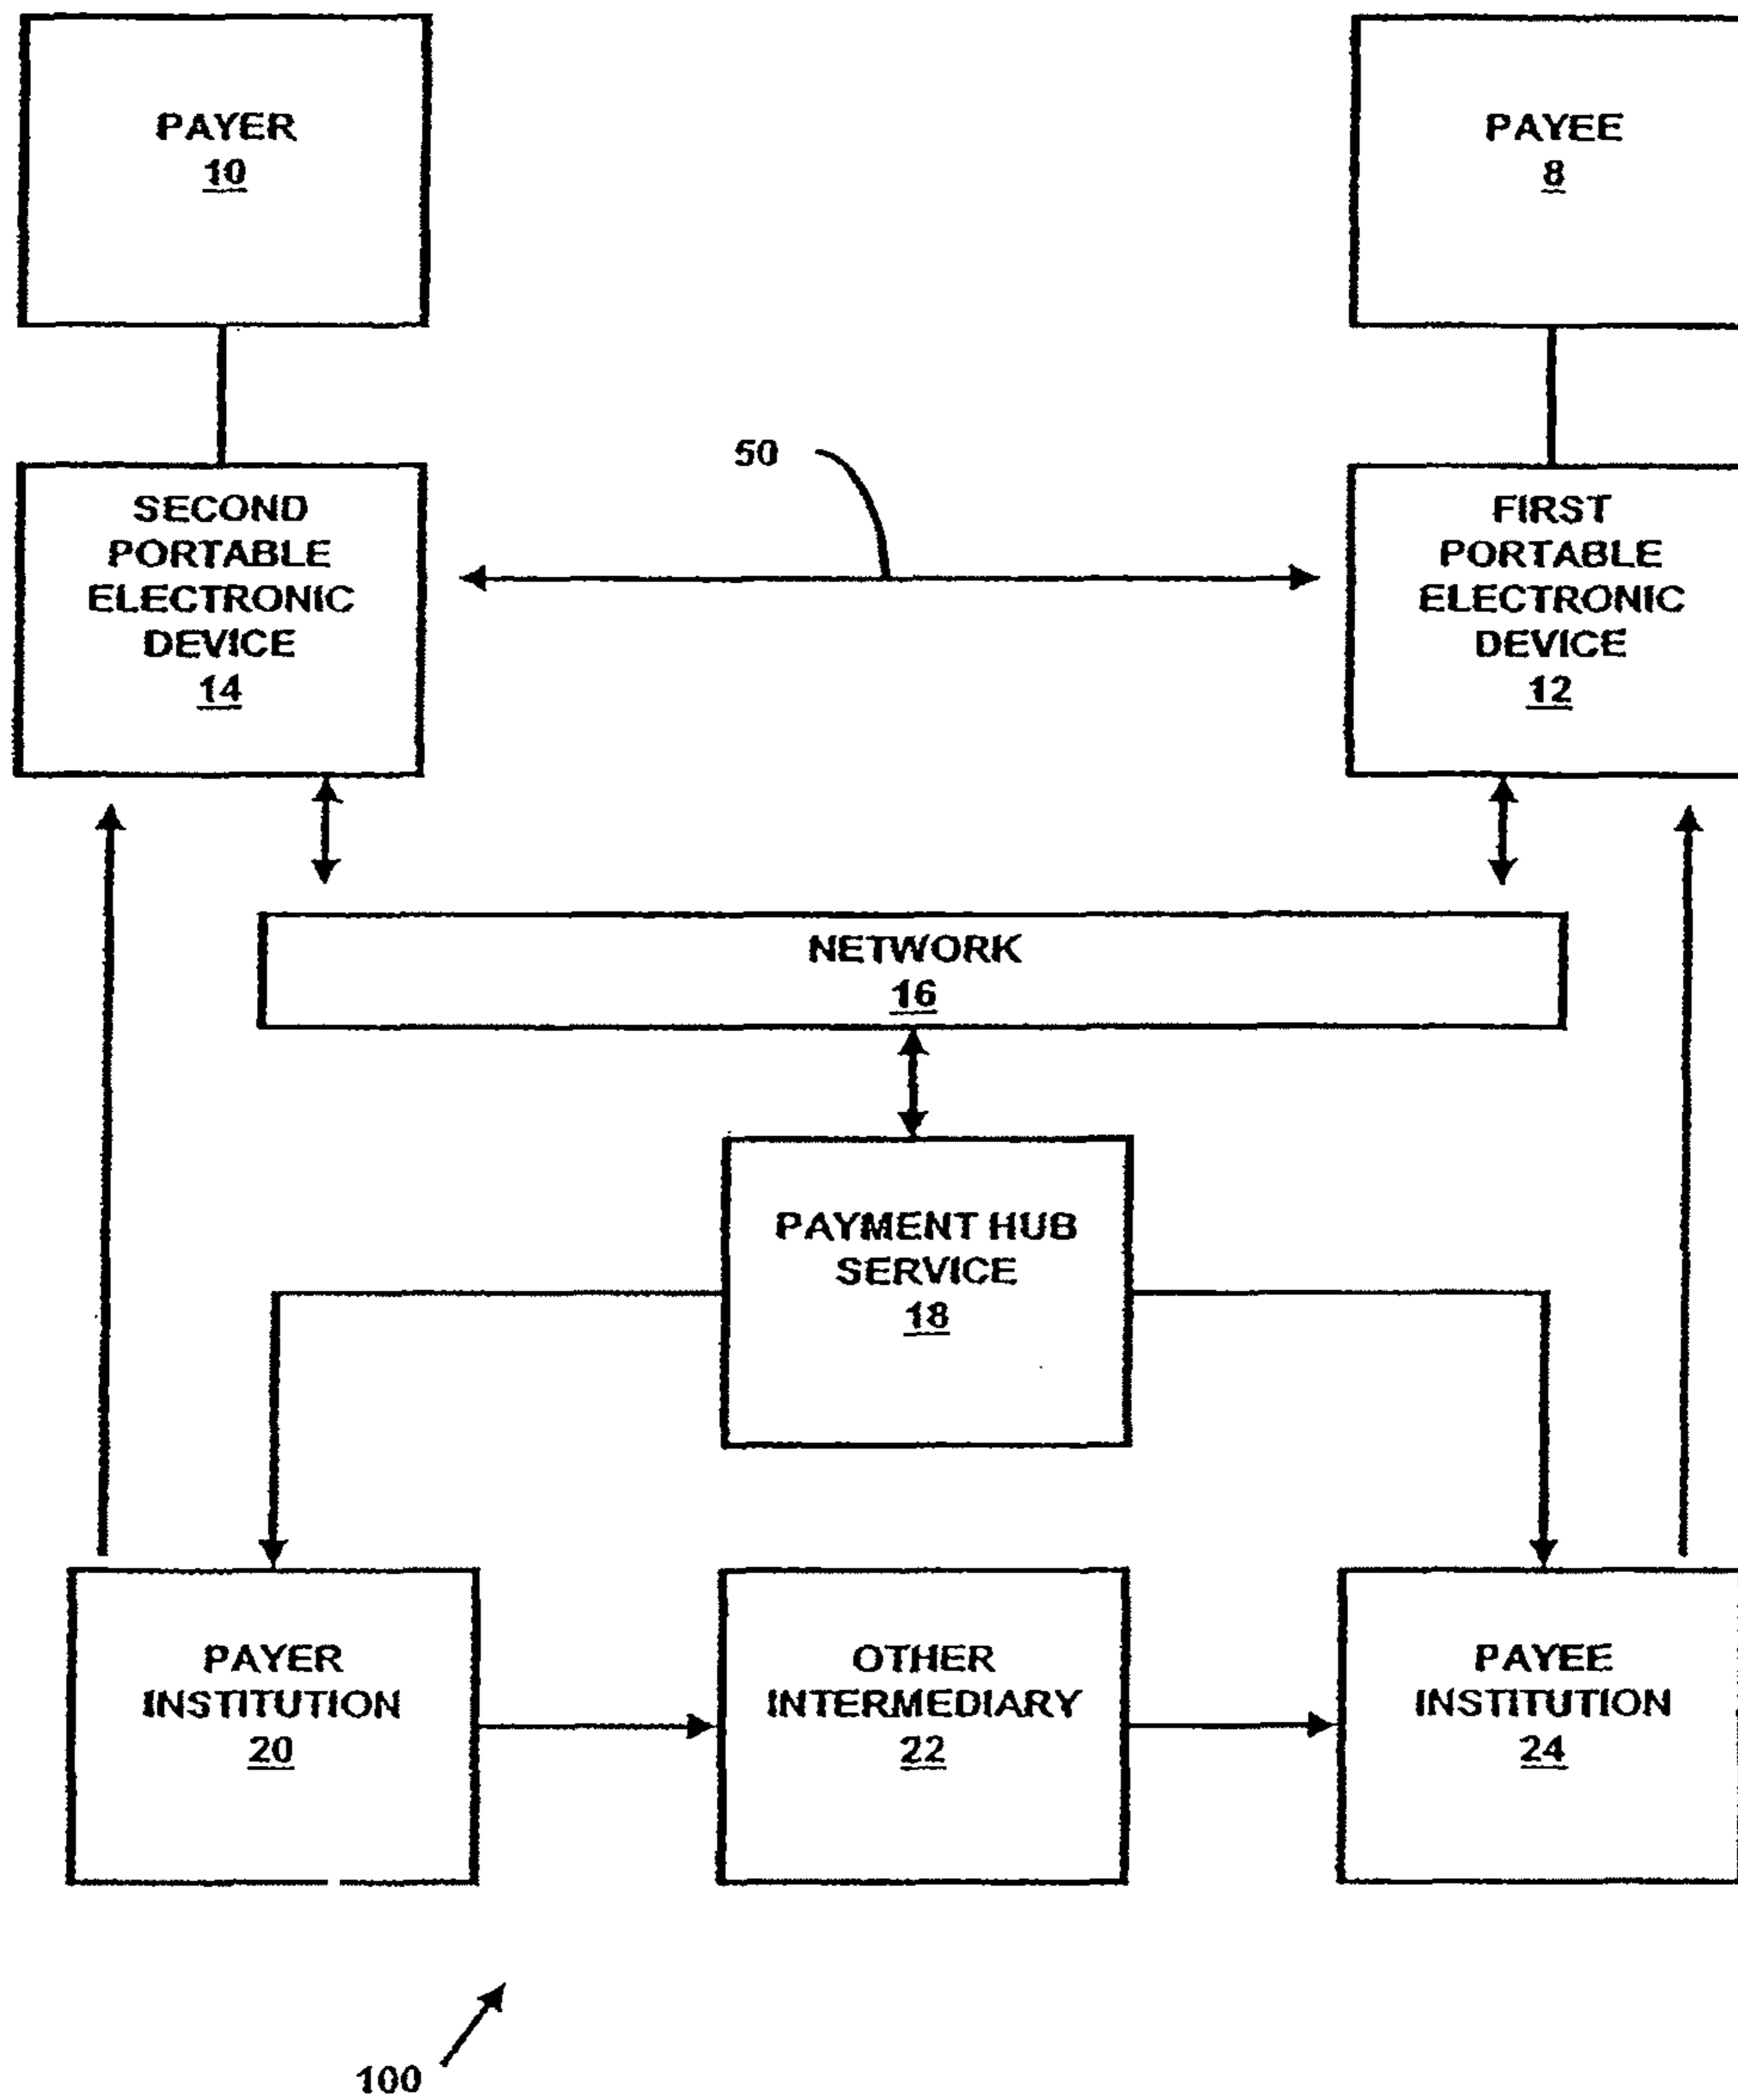 PAYER
10
PAYEE
8
50
SECOND
PORTABLE
ELECTRONIC
DEVICE
14
FIRST
PORTABLE
ELECTRONIC
DEVICE
12
NETWORK
16
PAYMENT HUB
SERVICE
18
PAYER
INSTITUTION
20
OTHER
INTERMEDIARY
22
PAYEE
INSTITUTION
24
100